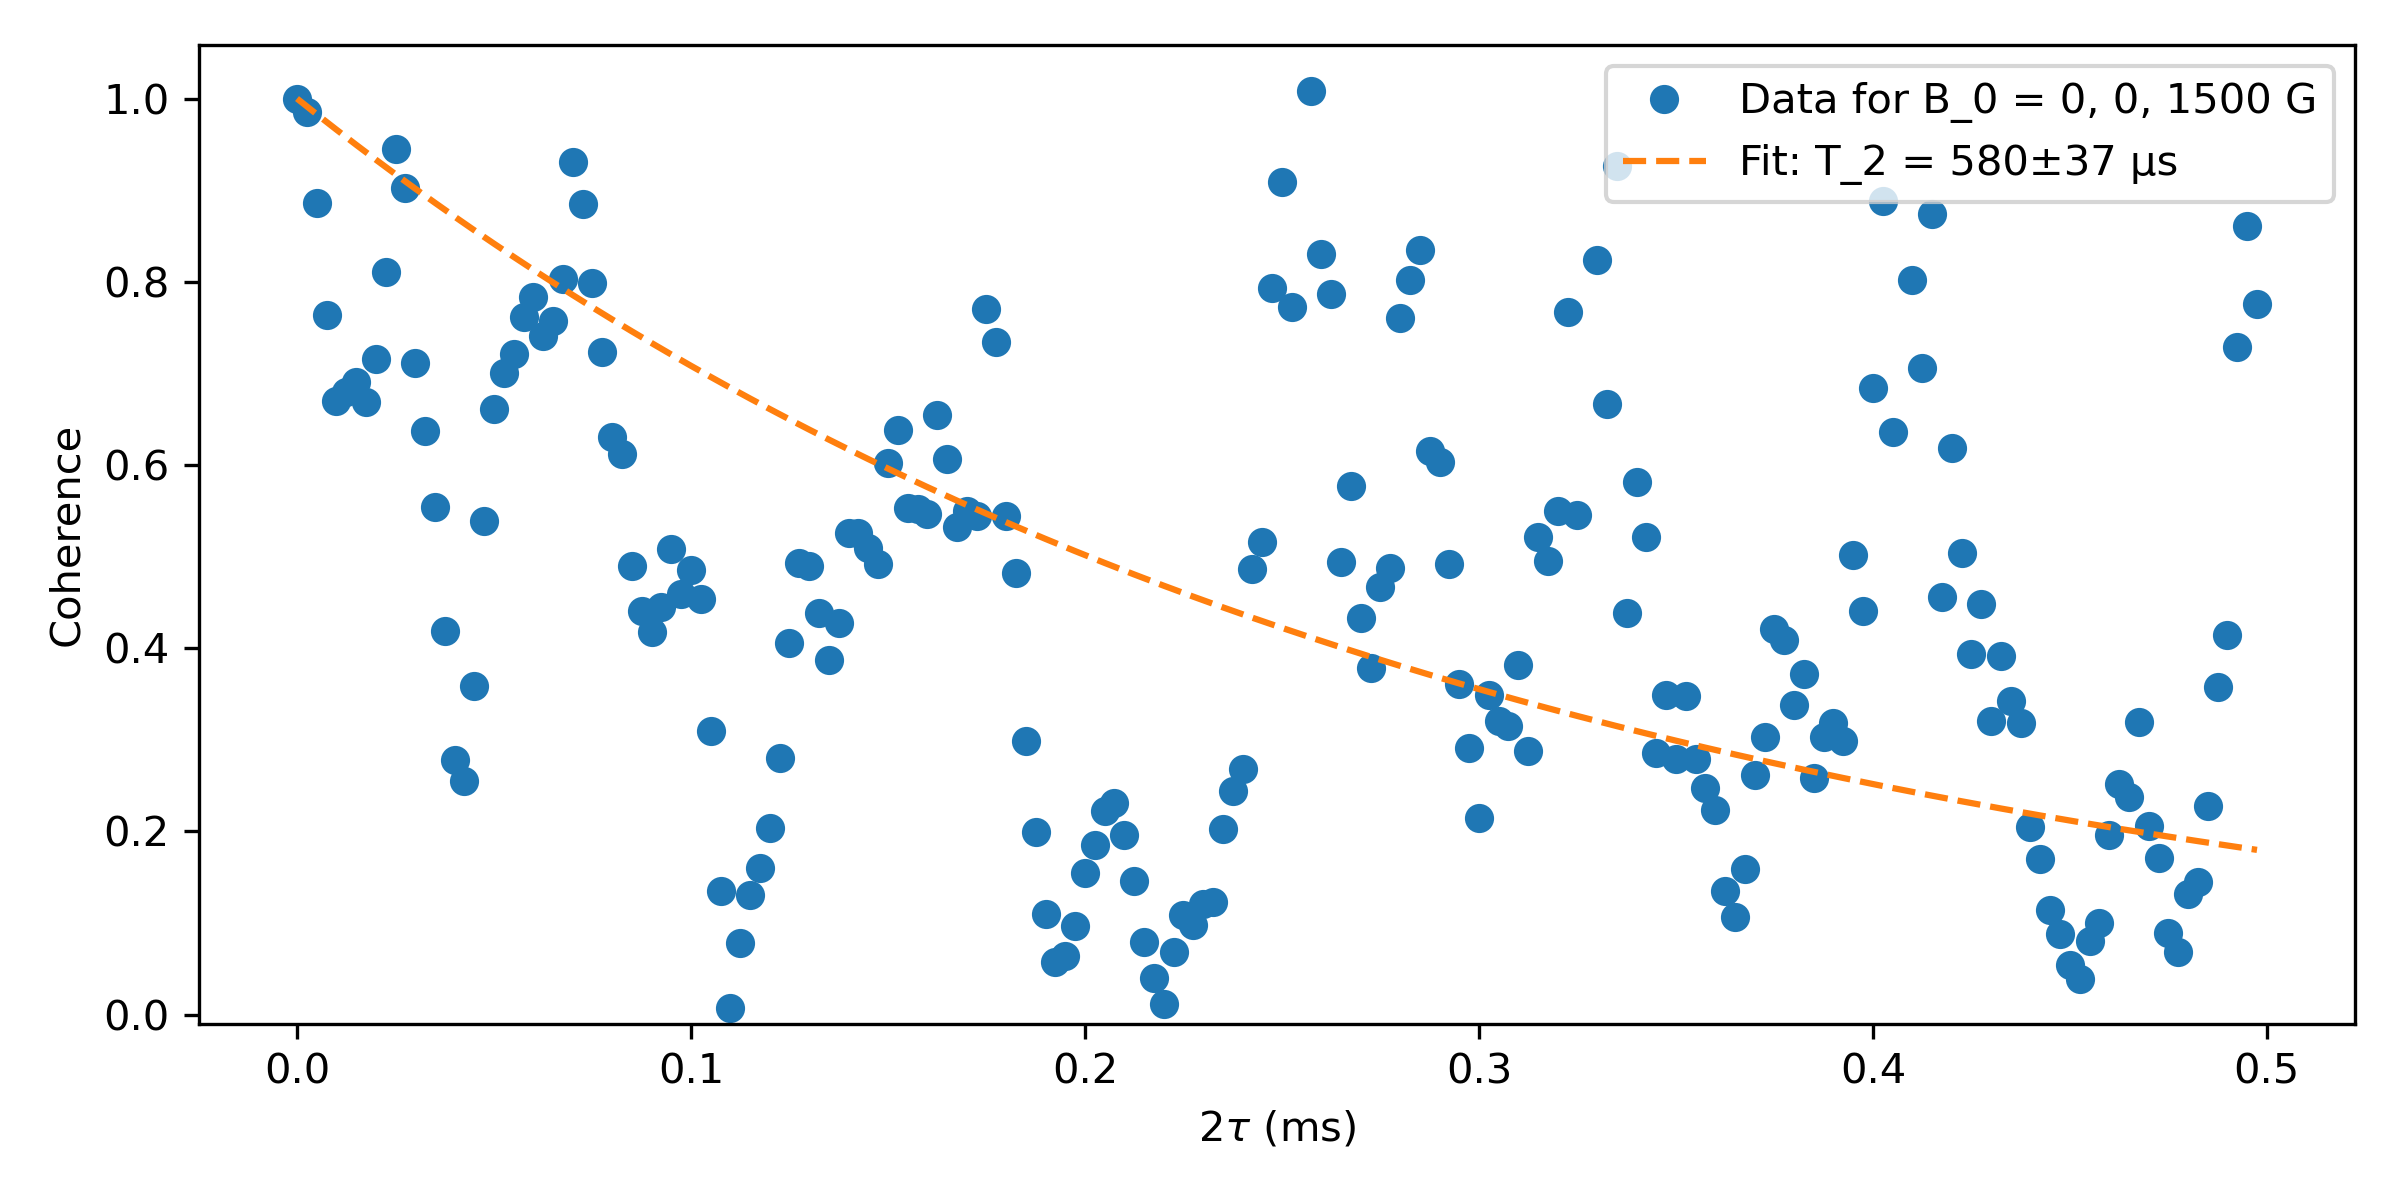 Data for B_0 = 0, 0, 1500 G
Fit: T_2 = 580±37 µs
1.0
0.8
0.6
0.4
0.2
0.0
Coherence
0.0 0.1 0.2 0.3 0.4 0.5
2τ (ms)